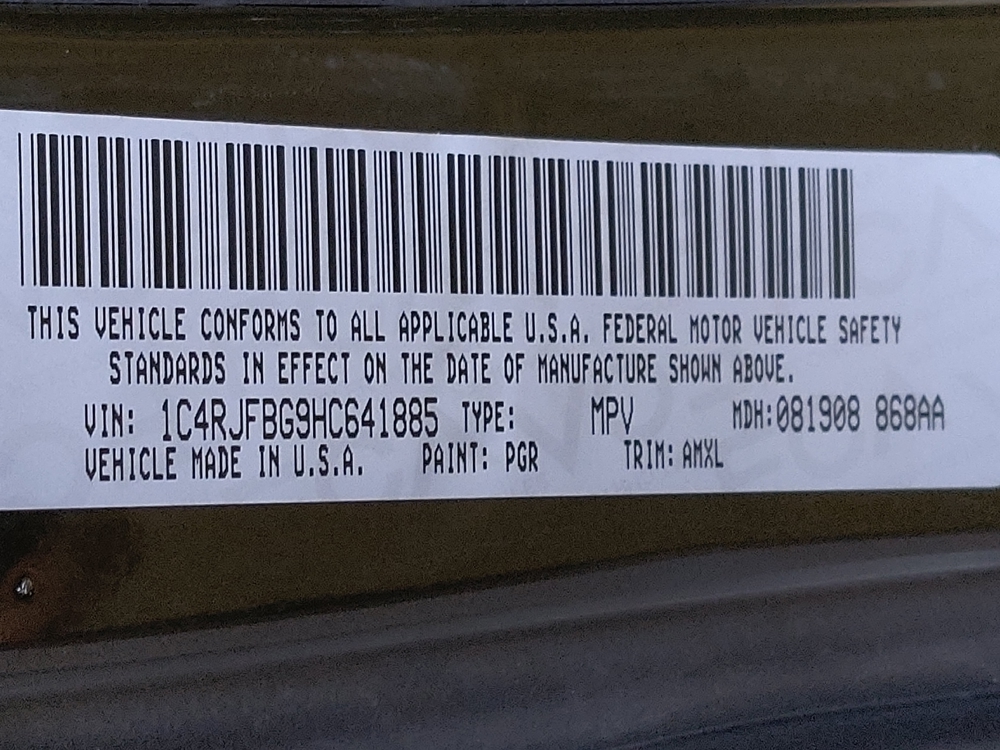 THIS VEHICLE CONFORMS TO ALL APPLICABLE U.S.A. FEDERAL MOTOR VEHICLE SAFETY
STANDARDS IN EFFECT ON THE DATE OF MANUFACTURE SHOWN ABOVE.
VIN: 1C4RJFBG9HC641885 TYPE: MPV MDH:081908 868AA
VEHICLE MADE IN U.S.A. PAINT: PGR TRIM: AMXL